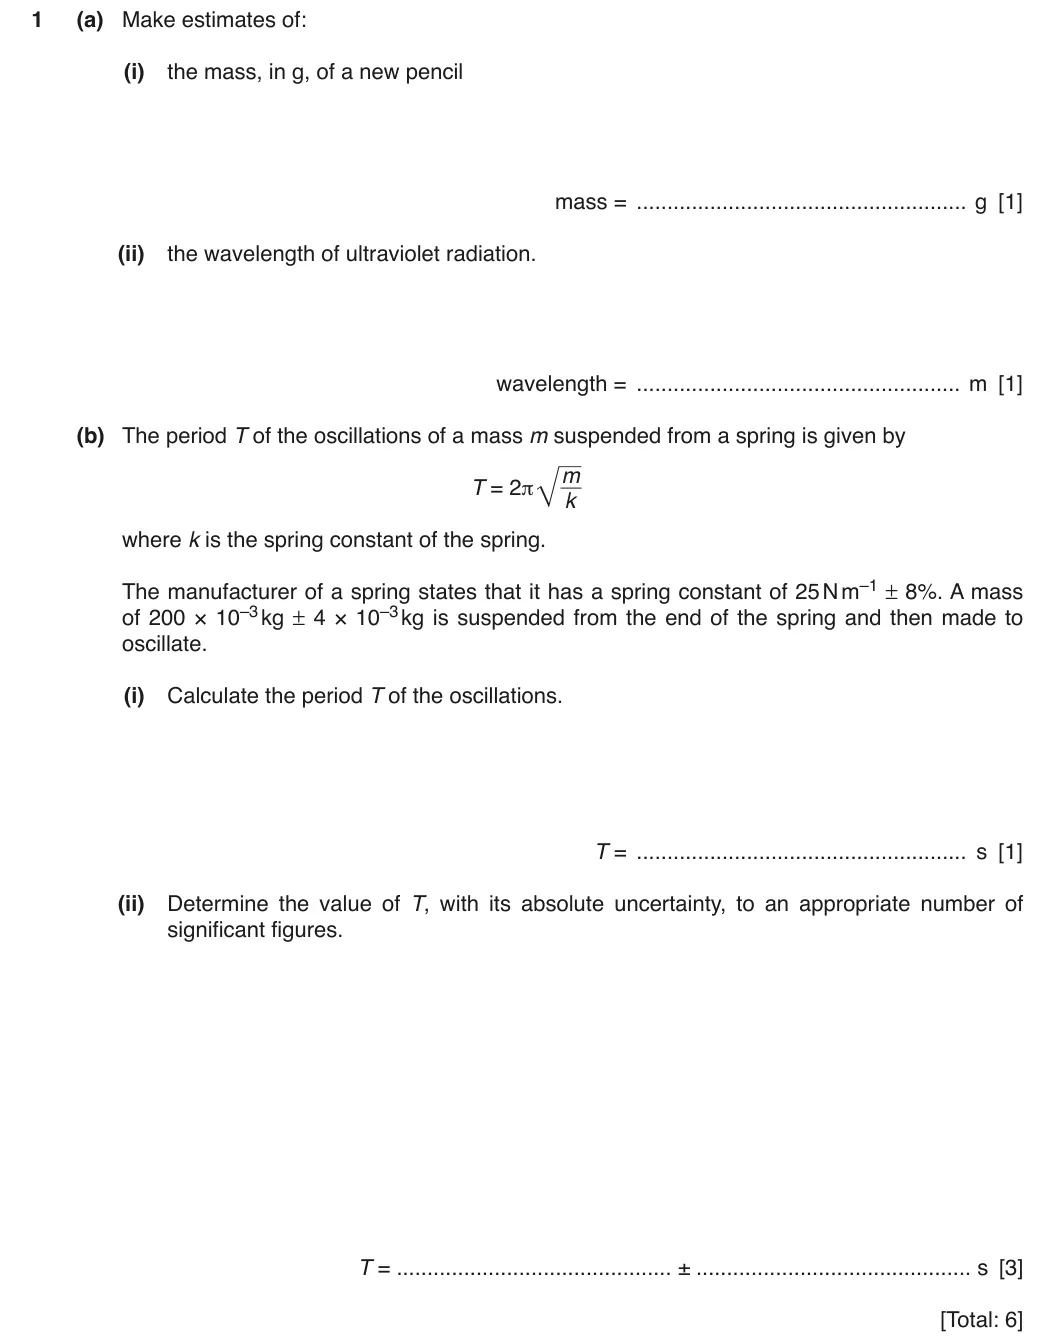 1 (a) Make estimates of:
(i) the mass, in g, of a new pencil
mass = ...................................................... g [1]
(ii) the wavelength of ultraviolet radiation.
wavelength = ..................................................... m [1]
(b) The period T of the oscillations of a mass m suspended from a spring is given by
T = 2π√(m/k)
where k is the spring constant of the spring.
The manufacturer of a spring states that it has a spring constant of 25 N m⁻¹ ± 8%. A mass
of 200 × 10⁻³ kg ± 4 × 10⁻³ kg is suspended from the end of the spring and then made to
oscillate.
(i) Calculate the period T of the oscillations.
T = ...................................................... s [1]
(ii) Determine the value of T, with its absolute uncertainty, to an appropriate number of
significant figures.
T = ............................................. ± ............................................. s [3]
[Total: 6]